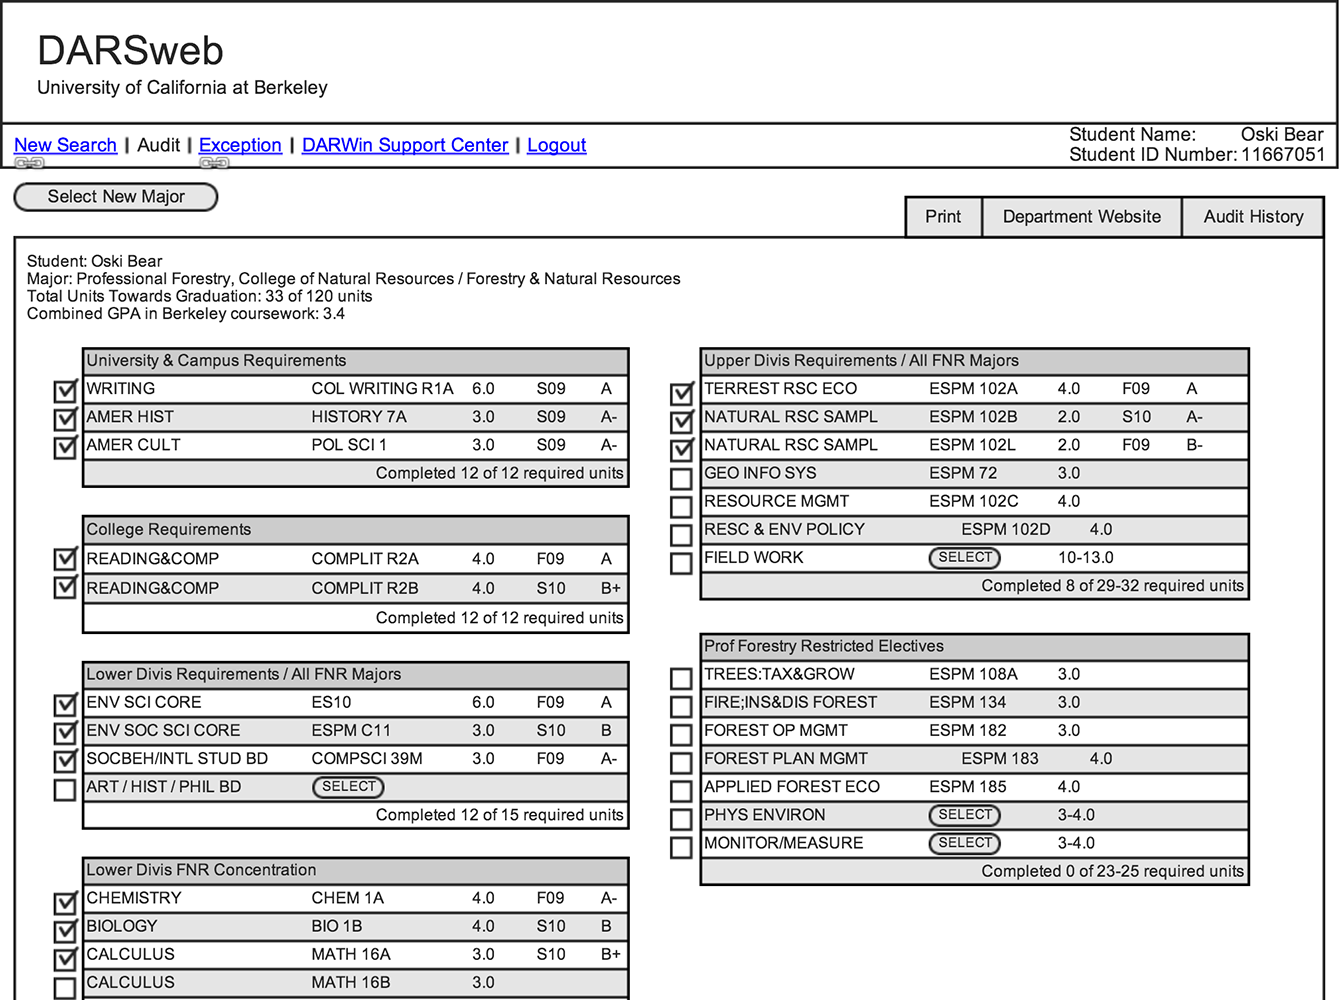 DARSweb
University of California at Berkeley
New Search | Audit | Exception | DARWin Support Center | Logout
Student Name: Oski Bear
Student ID Number: 11667051
Select New Major
Print Department Website Audit History
Student: Oski Bear
Major: Professional Forestry, College of Natural Resources / Forestry & Natural Resources
Total Units Towards Graduation: 33 of 120 units
Combined GPA in Berkeley coursework: 3.4
University & Campus Requirements
WRITING COL WRITING R1A 6.0 S09 A
AMER HIST HISTORY 7A 3.0 S09 A-
AMER CULT POL SCI 1 3.0 S09 A-
Completed 12 of 12 required units
College Requirements
READING&COMP COMPLIT R2A 4.0 F09 A
READING&COMP COMPLIT R2B 4.0 S10 B+
Completed 12 of 12 required units
Lower Divis Requirements / All FNR Majors
ENV SCI CORE ES10 6.0 F09 A
ENV SOC SCI CORE ESPM C11 3.0 S10 B
SOCBEH/INTL STUD BD COMPSCI 39M 3.0 F09 A-
ART / HIST / PHIL BD SELECT
Completed 12 of 15 required units
Lower Divis FNR Concentration
CHEMISTRY CHEM 1A 4.0 F09 A-
BIOLOGY BIO 1B 4.0 S10 B
CALCULUS MATH 16A 3.0 S10 B+
CALCULUS MATH 16B 3.0
Upper Divis Requirements / All FNR Majors
TERREST RSC ECO ESPM 102A 4.0 F09 A
NATURAL RSC SAMPL ESPM 102B 2.0 S10 A-
NATURAL RSC SAMPL ESPM 102L 2.0 F09 B-
GEO INFO SYS ESPM 72 3.0
RESOURCE MGMT ESPM 102C 4.0
RESC & ENV POLICY ESPM 102D 4.0
FIELD WORK SELECT 10-13.0
Completed 8 of 29-32 required units
Prof Forestry Restricted Electives
TREES:TAX&GROW ESPM 108A 3.0
FIRE;INS&DIS FOREST ESPM 134 3.0
FOREST OP MGMT ESPM 182 3.0
FOREST PLAN MGMT ESPM 183 4.0
APPLIED FOREST ECO ESPM 185 4.0
PHYS ENVIRON SELECT 3-4.0
MONITOR/MEASURE SELECT 3-4.0
Completed 0 of 23-25 required units